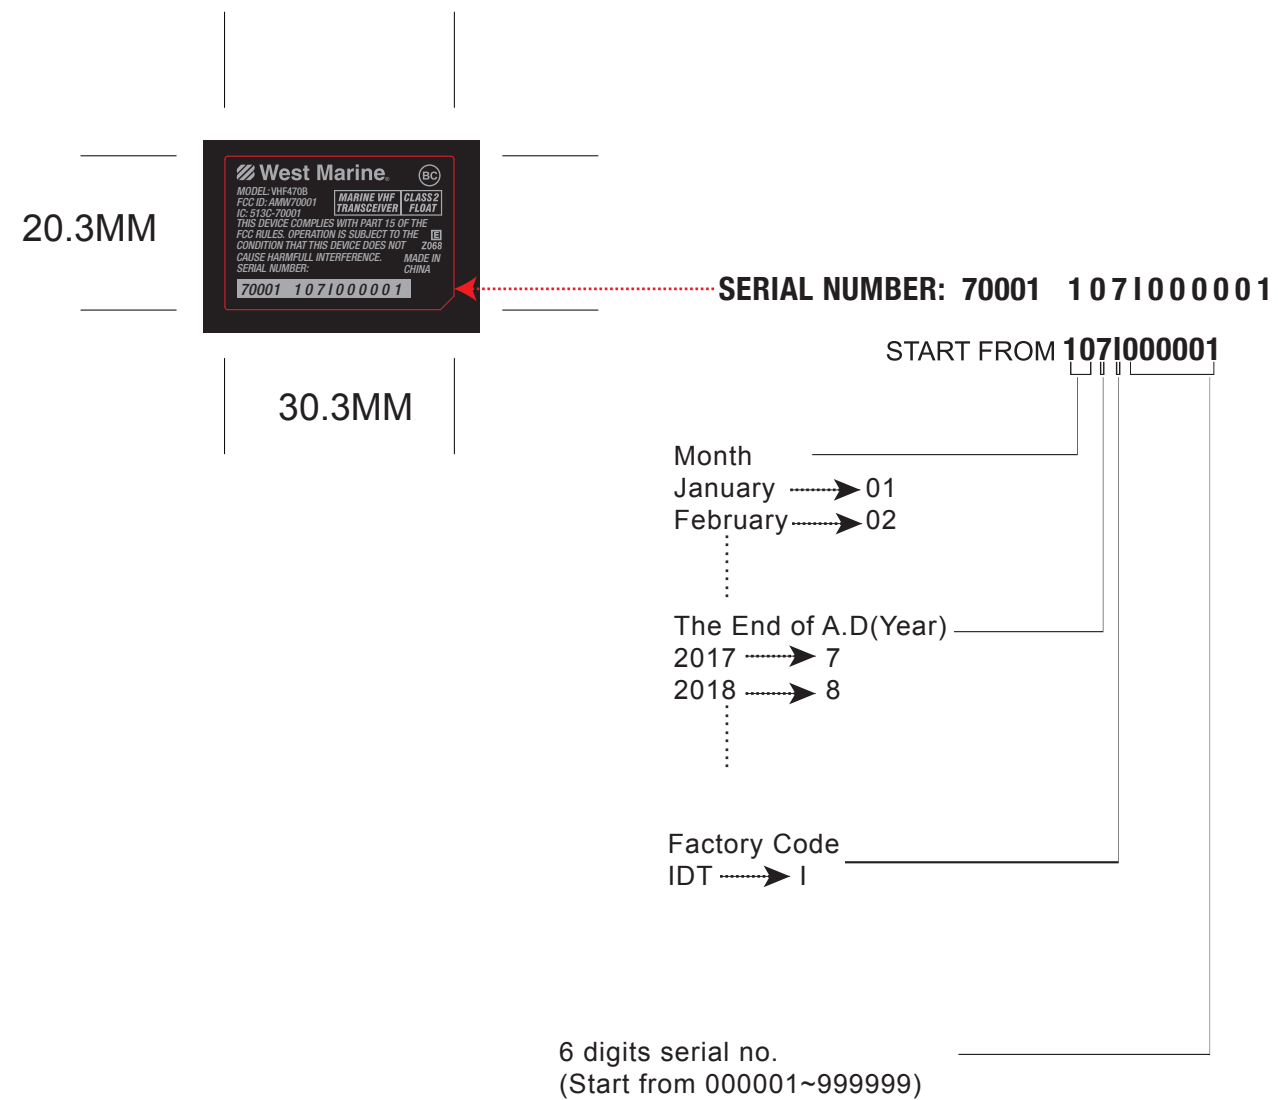 West Marine®
BC
MODEL: VHF470B
FCC ID: AMW70001
IC: 513C-70001
MARINE VHF TRANSCEIVER
CLASS 2 FLOAT
THIS DEVICE COMPLIES WITH PART 15 OF THE
FCC RULES. OPERATION IS SUBJECT TO THE
CONDITION THAT THIS DEVICE DOES NOT
CAUSE HARMFULL INTERFERENCE.
E
Z068
MADE IN
CHINA
SERIAL NUMBER:
70001 107I000001
20.3MM
30.3MM
SERIAL NUMBER: 70001 107I000001
START FROM 107I000001
Month
January 01
February 02
The End of A.D(Year)
2017 7
2018 8
Factory Code
IDT I
6 digits serial no.
(Start from 000001~999999)